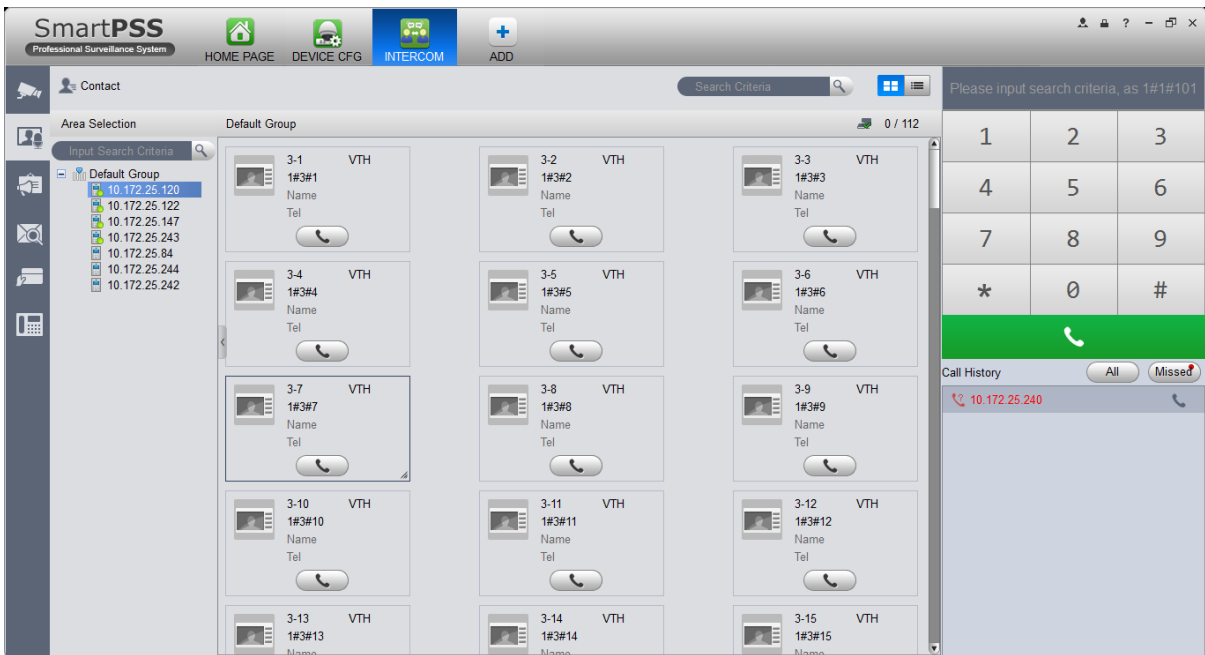 SmartPSS
Professional Surveillance System
HOME PAGE
DEVICE CFG
INTERCOM
ADD
?
Contact
Search Criteria
Please input search criteria, as 1#1#101
Area Selection
Input Search Criteria
Default Group
10.172.25.120
10.172.25.122
10.172.25.147
10.172.25.243
10.172.25.84
10.172.25.244
10.172.25.242
Default Group
0 / 112
3-1 VTH
1#3#1
Name
Tel
3-2 VTH
1#3#2
Name
Tel
3-3 VTH
1#3#3
Name
Tel
3-4 VTH
1#3#4
Name
Tel
3-5 VTH
1#3#5
Name
Tel
3-6 VTH
1#3#6
Name
Tel
3-7 VTH
1#3#7
Name
Tel
3-8 VTH
1#3#8
Name
Tel
3-9 VTH
1#3#9
Name
Tel
3-10 VTH
1#3#10
Name
Tel
3-11 VTH
1#3#11
Name
Tel
3-12 VTH
1#3#12
Name
Tel
3-13 VTH
1#3#13
Name
3-14 VTH
1#3#14
Name
3-15 VTH
1#3#15
Name
1 2 3
4 5 6
7 8 9
* 0 #
Call History
All
Missed
10.172.25.240